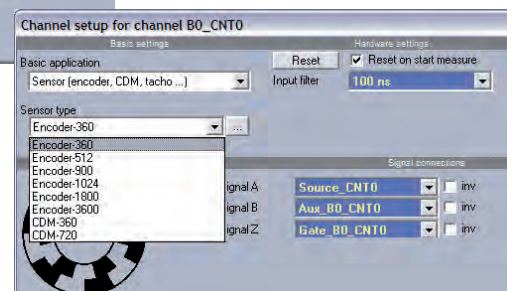 Channel setup for channel B0_CNT0
Basic settings
Hardware settings
Basic application
Reset
Reset on start measure
Sensor (encoder, CDM, tacho ...)
Input filter
100 ns
Sensor type
Encoder-360
...
Encoder-360
Encoder-512
Encoder-900
Encoder-1024
Encoder-1800
Encoder-3600
CDM-360
CDM-720
Signal connections
ignal A
Source_CNT0
inv
ignal B
Aux_B0_CNT0
inv
ignal Z
Gate_B0_CNT0
inv